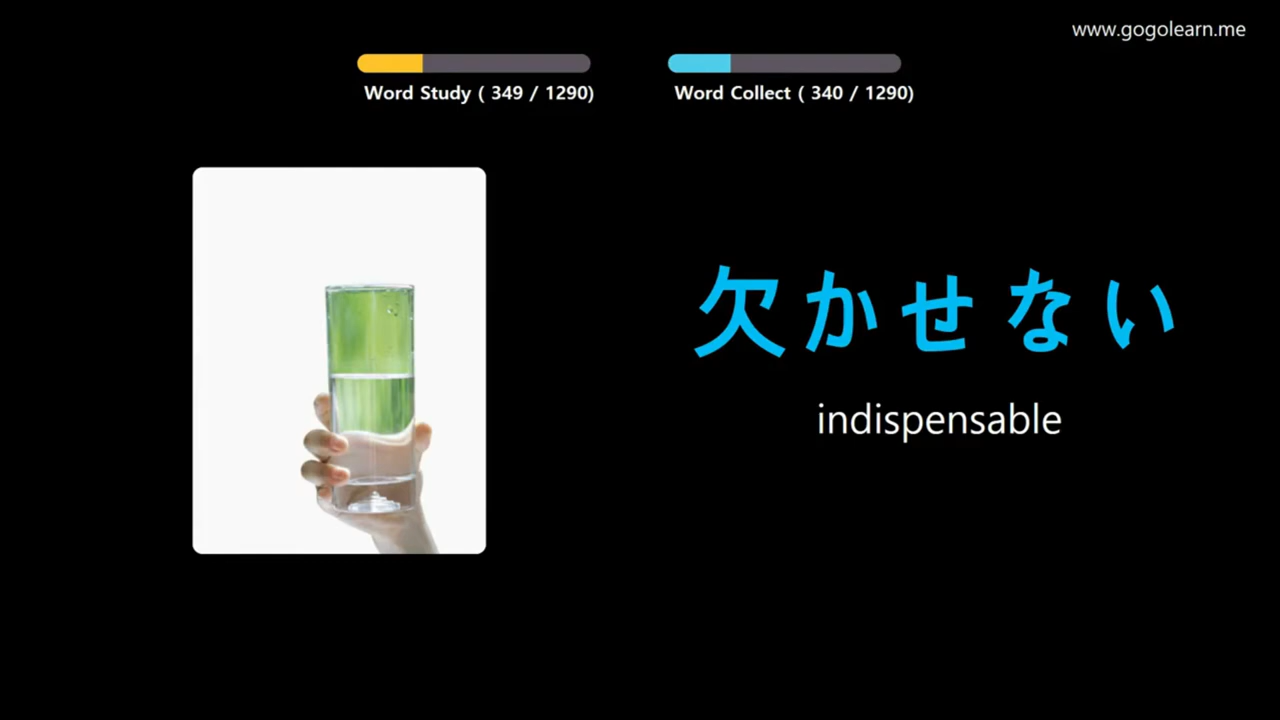 www.gogolearn.me
Word Study ( 349 / 1290)
Word Collect ( 340 / 1290)
欠かせない
indispensable